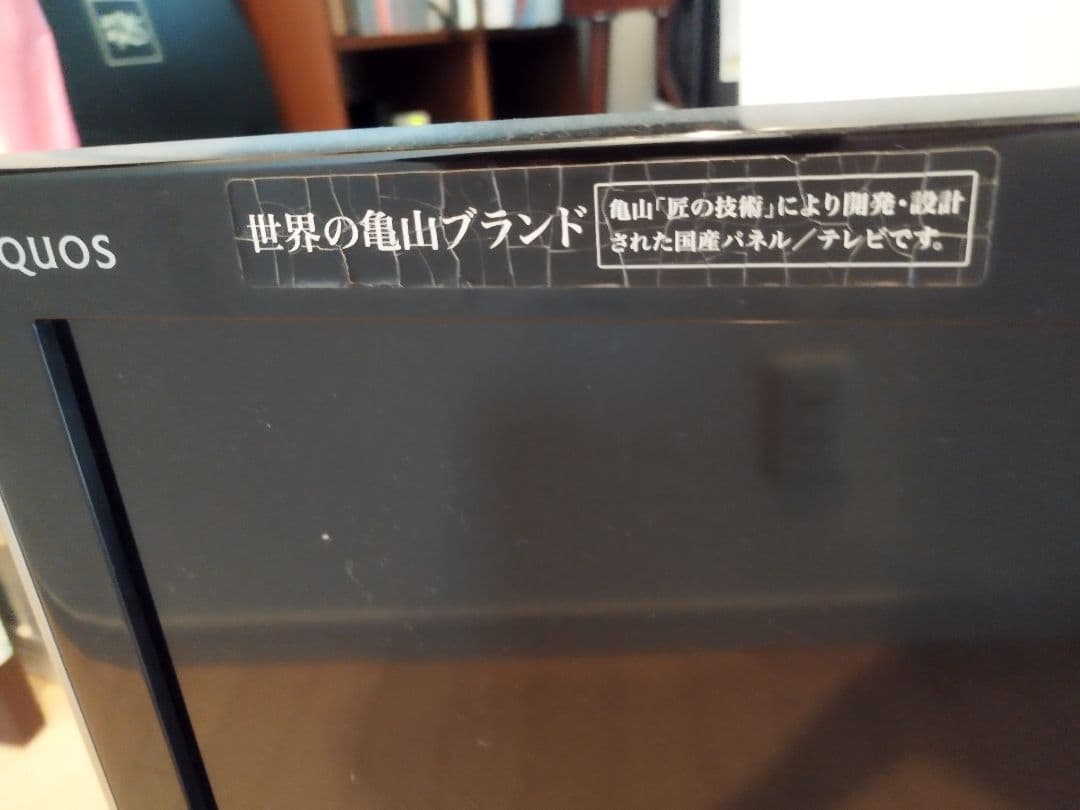 QUOS
世界の亀山ブランド
亀山「匠の技術」により開発・設計
された国産パネル／テレビです。